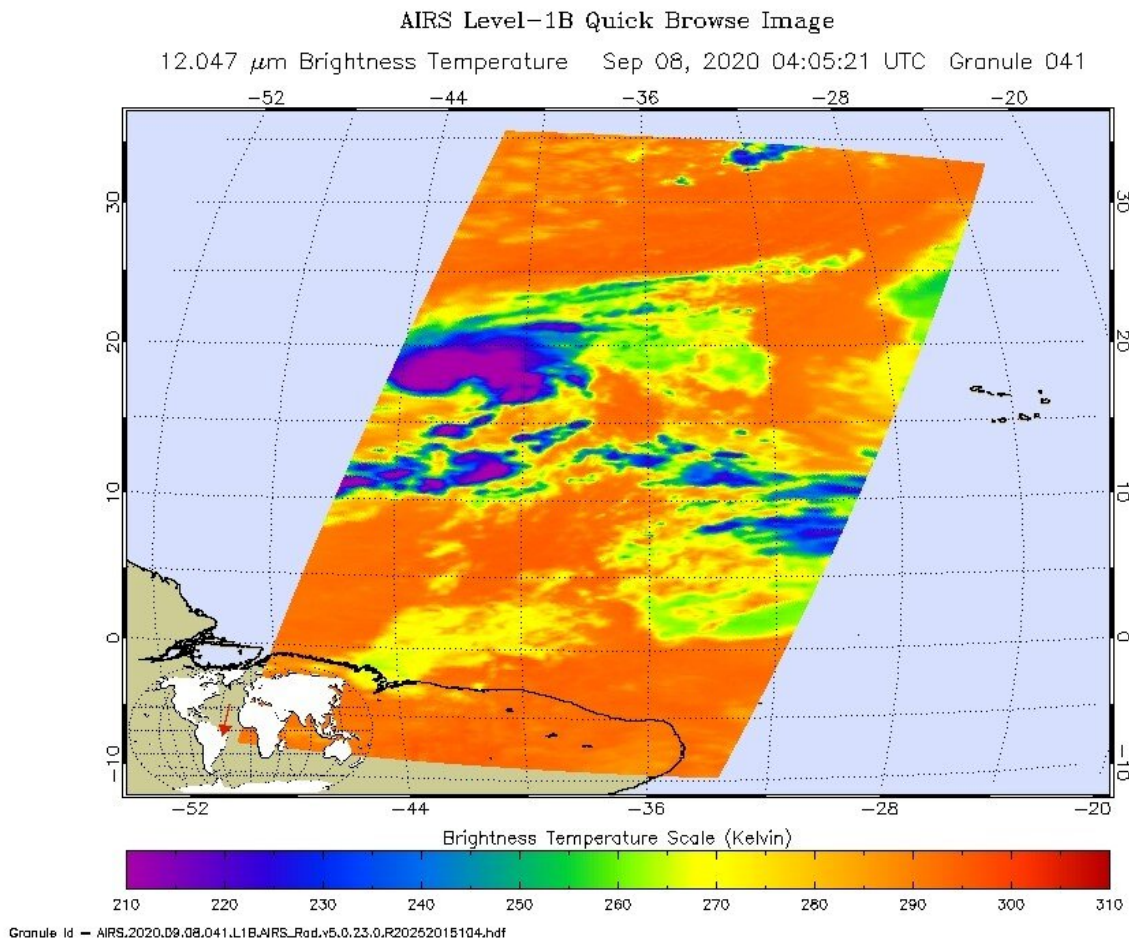 AIRS Level-1B Quick Browse Image
12.047 μm Brightness Temperature Sep 08, 2020 04:05:21 UTC Granule 041
-52 -44 -36 -28 -20
30 30
20 20
10 10
0 0
-10 -10
-52 -44 -36 -28 -20
Brightness Temperature Scale (Kelvin)
210 220 230 240 250 260 270 280 290 300 310
Granule Id – AIRS.2020.09.08.041.L1B.AIRS_Rad.v5.0.23.0.R20252015104.hdf